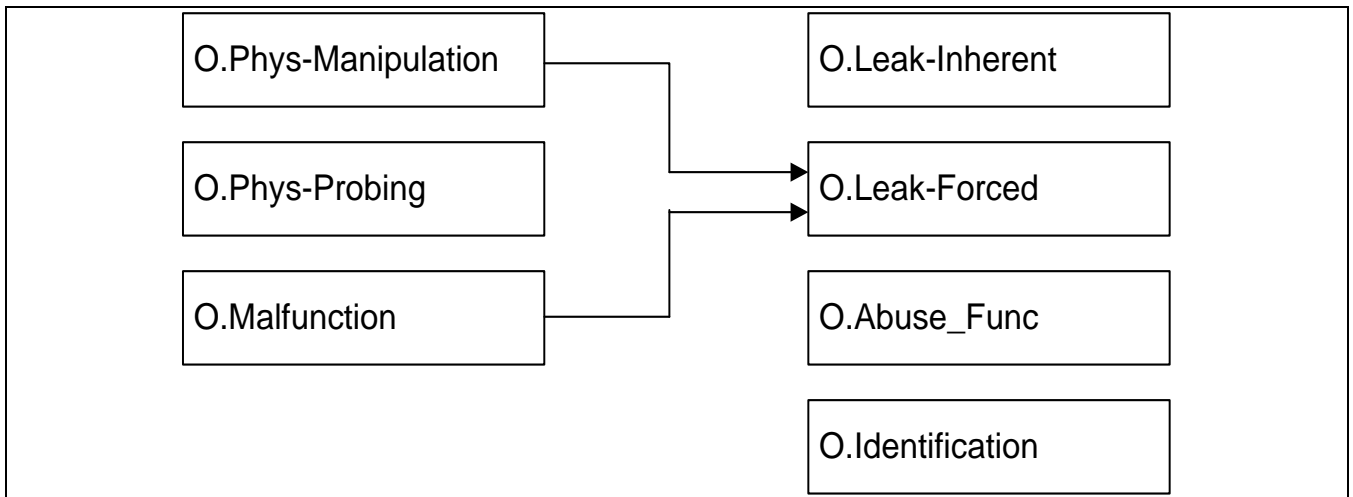 O.Phys-Manipulation
O.Leak-Inherent
O.Phys-Probing
O.Leak-Forced
O.Malfunction
O.Abuse_Func
O.Identification